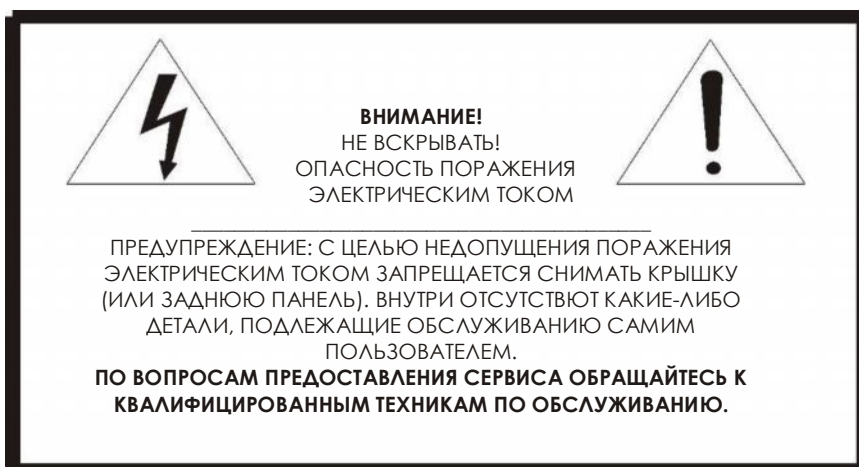 ВНИМАНИЕ!
НЕ ВСКРЫВАТЬ!
ОПАСНОСТЬ ПОРАЖЕНИЯ
ЭЛЕКТРИЧЕСКИМ ТОКОМ
ПРЕДУПРЕЖДЕНИЕ: С ЦЕЛЬЮ НЕДОПУЩЕНИЯ ПОРАЖЕНИЯ
ЭЛЕКТРИЧЕСКИМ ТОКОМ ЗАПРЕЩАЕТСЯ СНИМАТЬ КРЫШКУ
(ИЛИ ЗАДНЮЮ ПАНЕЛЬ). ВНУТРИ ОТСУТСТВЮТ КАКИЕ-ЛИБО
ДЕТАЛИ, ПОДЛЕЖАЩИЕ ОБСЛУЖИВАНИЮ САМИМ
ПОЛЬЗОВАТЕЛЕМ.
ПО ВОПРОСАМ ПРЕДОСТАВЛЕНИЯ СЕРВИСА ОБРАЩАЙТЕСЬ К
КВАЛИФИЦИРОВАННЫМ ТЕХНИКАМ ПО ОБСЛУЖИВАНИЮ.